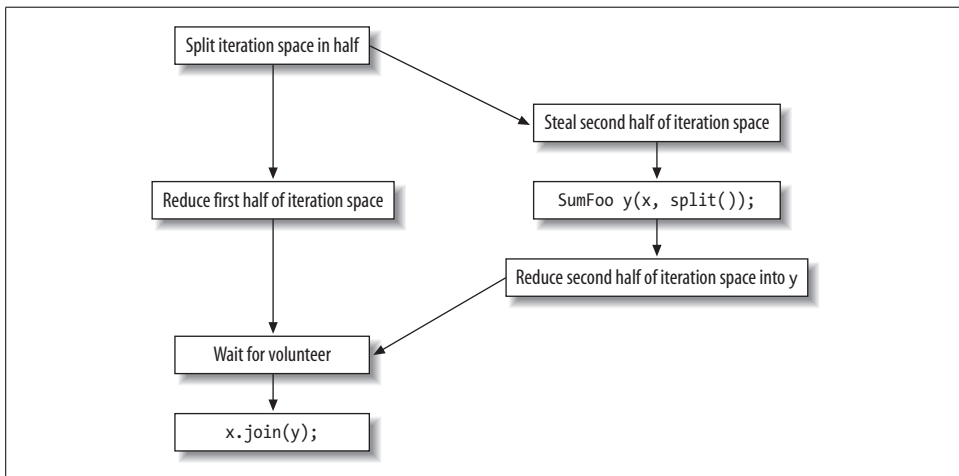 Split iteration space in half
Steal second half of iteration space
Reduce first half of iteration space
SumFoo y(x, split());
Reduce second half of iteration space into y
Wait for volunteer
x.join(y);